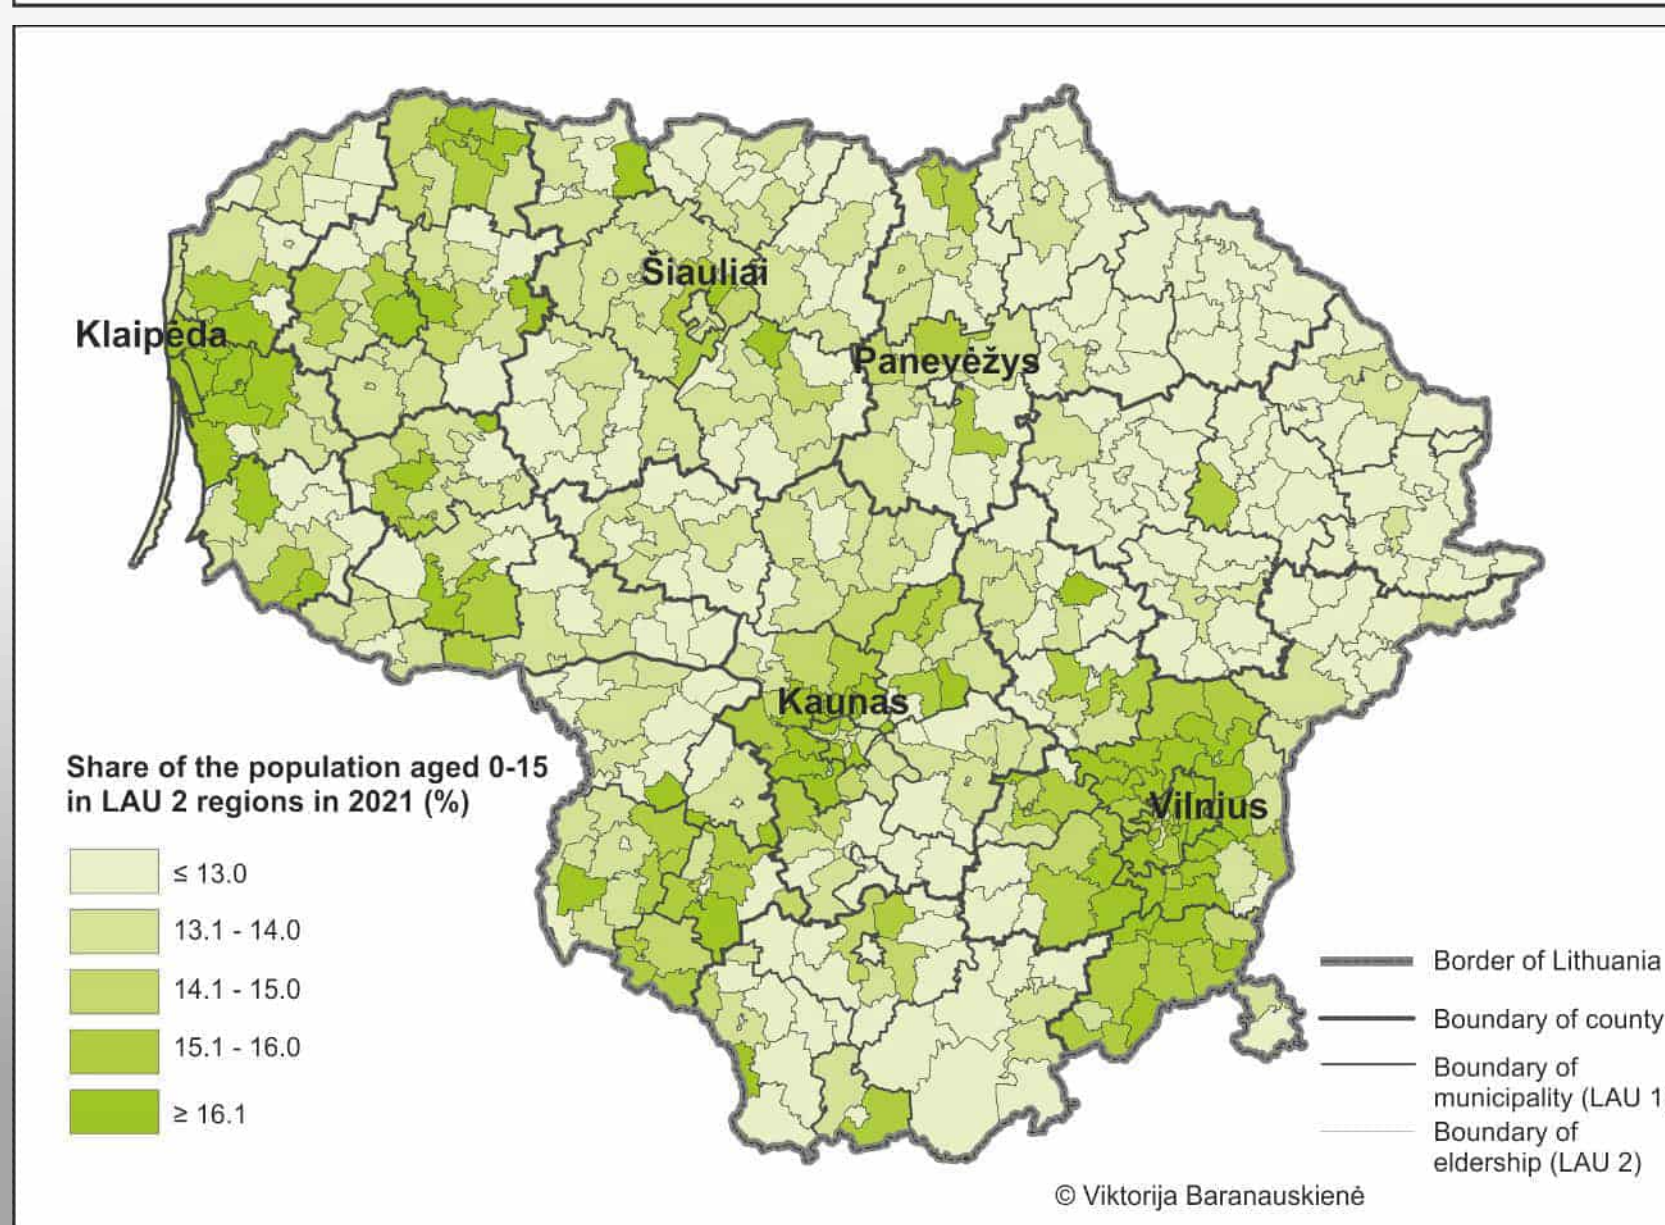 Šiauliai
Klaipėda
Panevėžys
Kaunas
Vilnius
Share of the population aged 0-15
in LAU 2 regions in 2021 (%)
≤ 13.0
13.1 - 14.0
14.1 - 15.0
15.1 - 16.0
≥ 16.1
Border of Lithuania
Boundary of county
Boundary of
municipality (LAU 1
Boundary of
eldership (LAU 2)
© Viktorija Baranauskienė